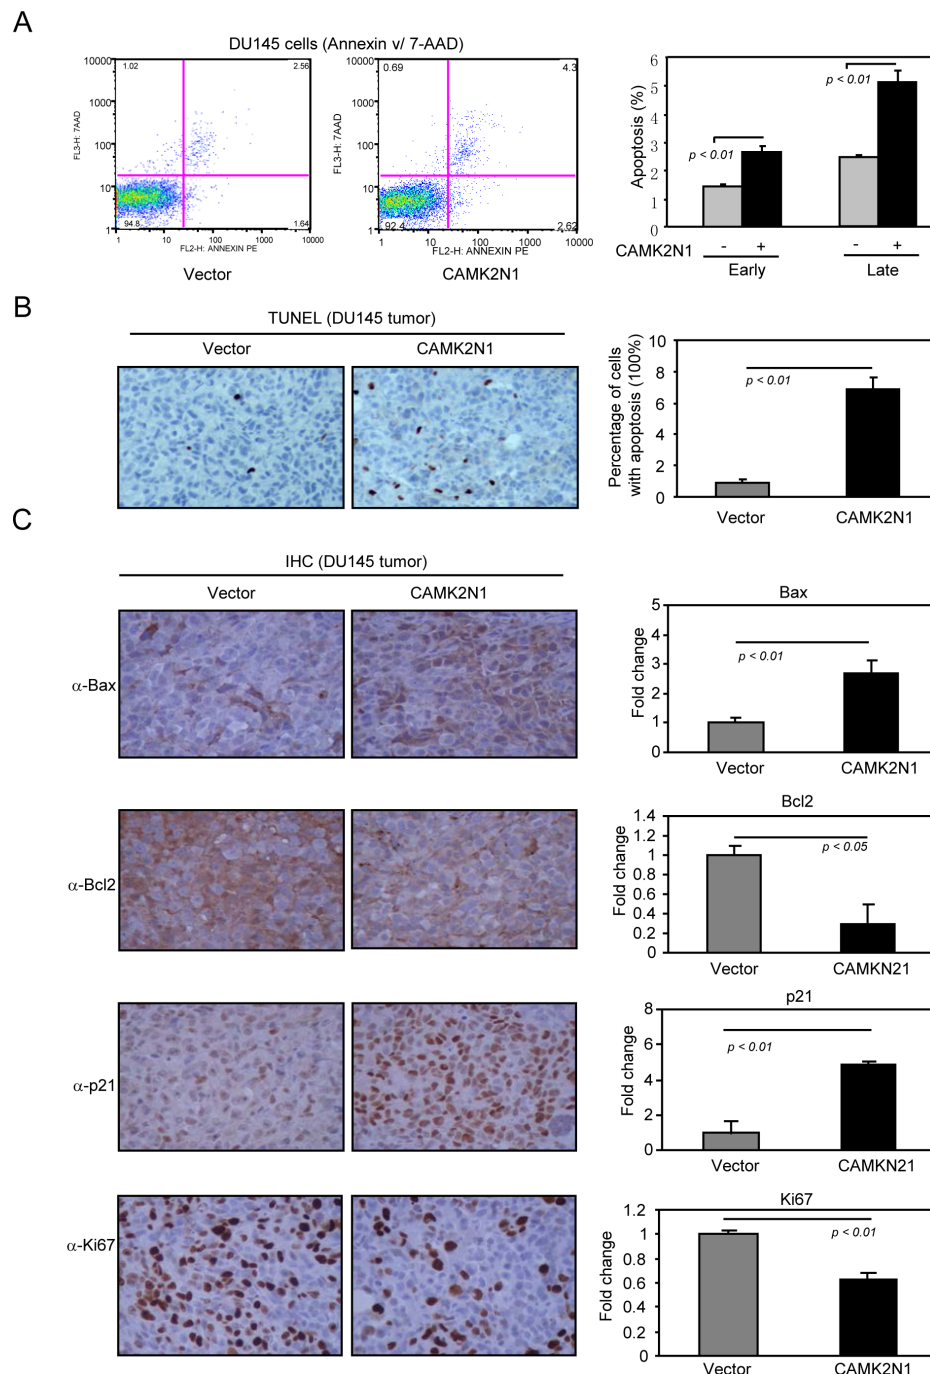 A
DU145 cells (Annexin v/ 7-AAD)
10000
1000
100
10
1
FL3-H: 7AAD
1.02
2.56
94.8
1.64
1 10 100 1000 10000
FL2-H: ANNEXIN PE
Vector
10000
1000
100
10
1
FL3-H: 7AAD
0.69
4.3
92.4
2.62
1 10 100 1000 10000
FL2-H: ANNEXIN PE
CAMK2N1
Apoptosis (%)
6
5
4
3
2
1
0
p < 0.01
p < 0.01
CAMK2N1 - + - +
Early Late
B
TUNEL (DU145 tumor)
Vector CAMK2N1
Percentage of cells
with apoptosis (100%)
10
8
6
4
2
0
p < 0.01
Vector CAMK2N1
C
IHC (DU145 tumor)
Vector CAMK2N1
α-Bax
Bax
Fold change
5
4
3
2
1
0
p < 0.01
Vector CAMK2N1
α-Bcl2
Bcl2
Fold change
1.4
1.2
1
0.8
0.6
0.4
0.2
0
p < 0.05
Vector CAMKN21
α-p21
p21
Fold change
8
6
4
2
0
p < 0.01
Vector CAMKN21
α-Ki67
Ki67
Fold change
1.2
1
0.8
0.6
0.4
0.2
0
p < 0.01
Vector CAMK2N1